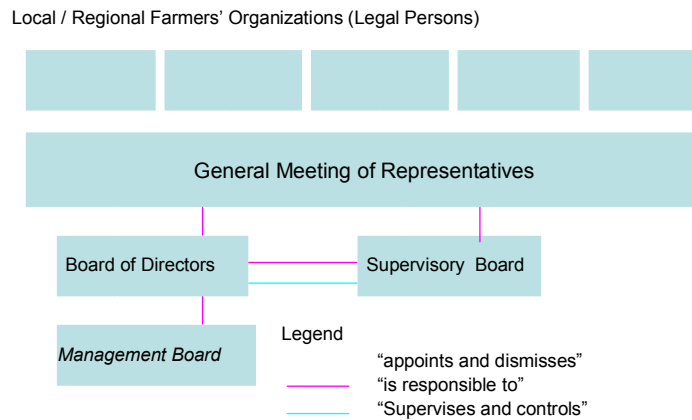 Local / Regional Farmers’ Organizations (Legal Persons)
General Meeting of Representatives
Board of Directors
Supervisory Board
Management Board
Legend
“appoints and dismisses”
“is responsible to”
“Supervises and controls”